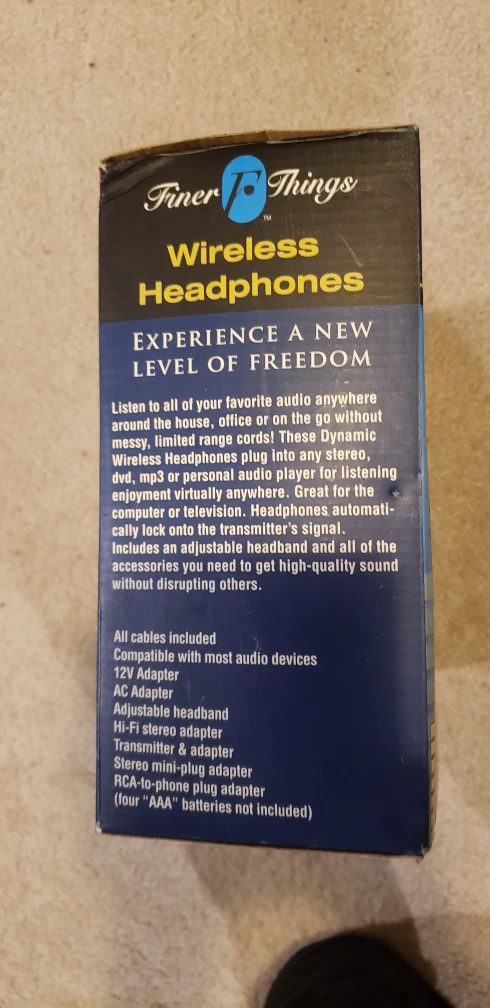 Finer F Things
TM
Wireless
Headphones
EXPERIENCE A NEW
LEVEL OF FREEDOM
Listen to all of your favorite audio anywhere
around the house, office or on the go without
messy, limited range cords! These Dynamic
Wireless Headphones plug into any stereo,
dvd, mp3 or personal audio player for listening
enjoyment virtually anywhere. Great for the
computer or television. Headphones automati-
cally lock onto the transmitter's signal.
Includes an adjustable headband and all of the
accessories you need to get high-quality sound
without disrupting others.
All cables included
Compatible with most audio devices
12V Adapter
AC Adapter
Adjustable headband
Hi-Fi stereo adapter
Transmitter & adapter
Stereo mini-plug adapter
RCA-to-phone plug adapter
(four “AAA” batteries not included)